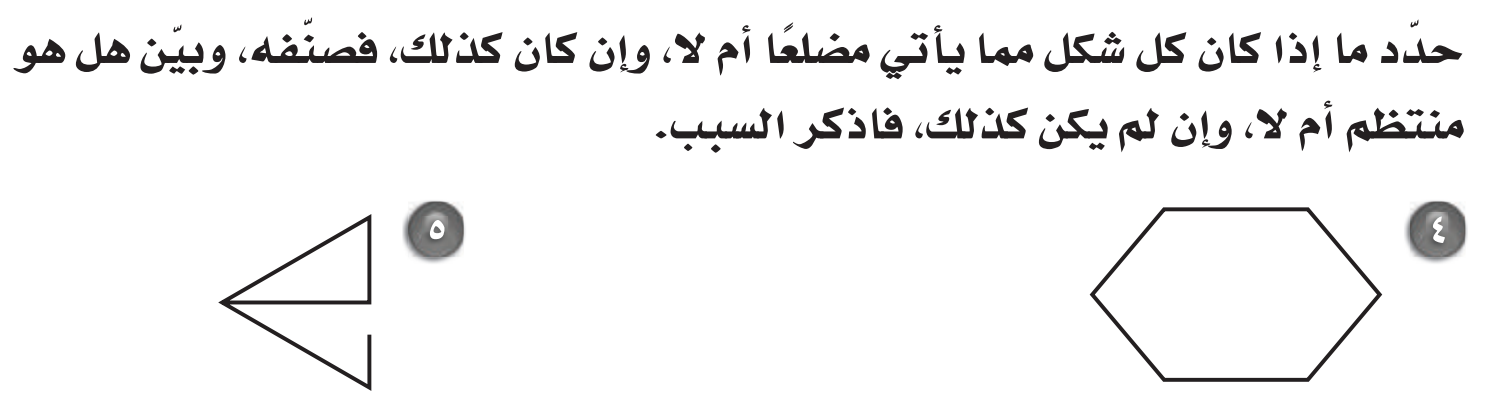 حدّد ما إذا كان كل شكل مما يأتي مضلعًا أم لا، وإن كان كذلك، فصنّفه، وبيّن هل هو
منتظم أم لا، وإن لم يكن كذلك، فاذكر السبب.
٤
٥